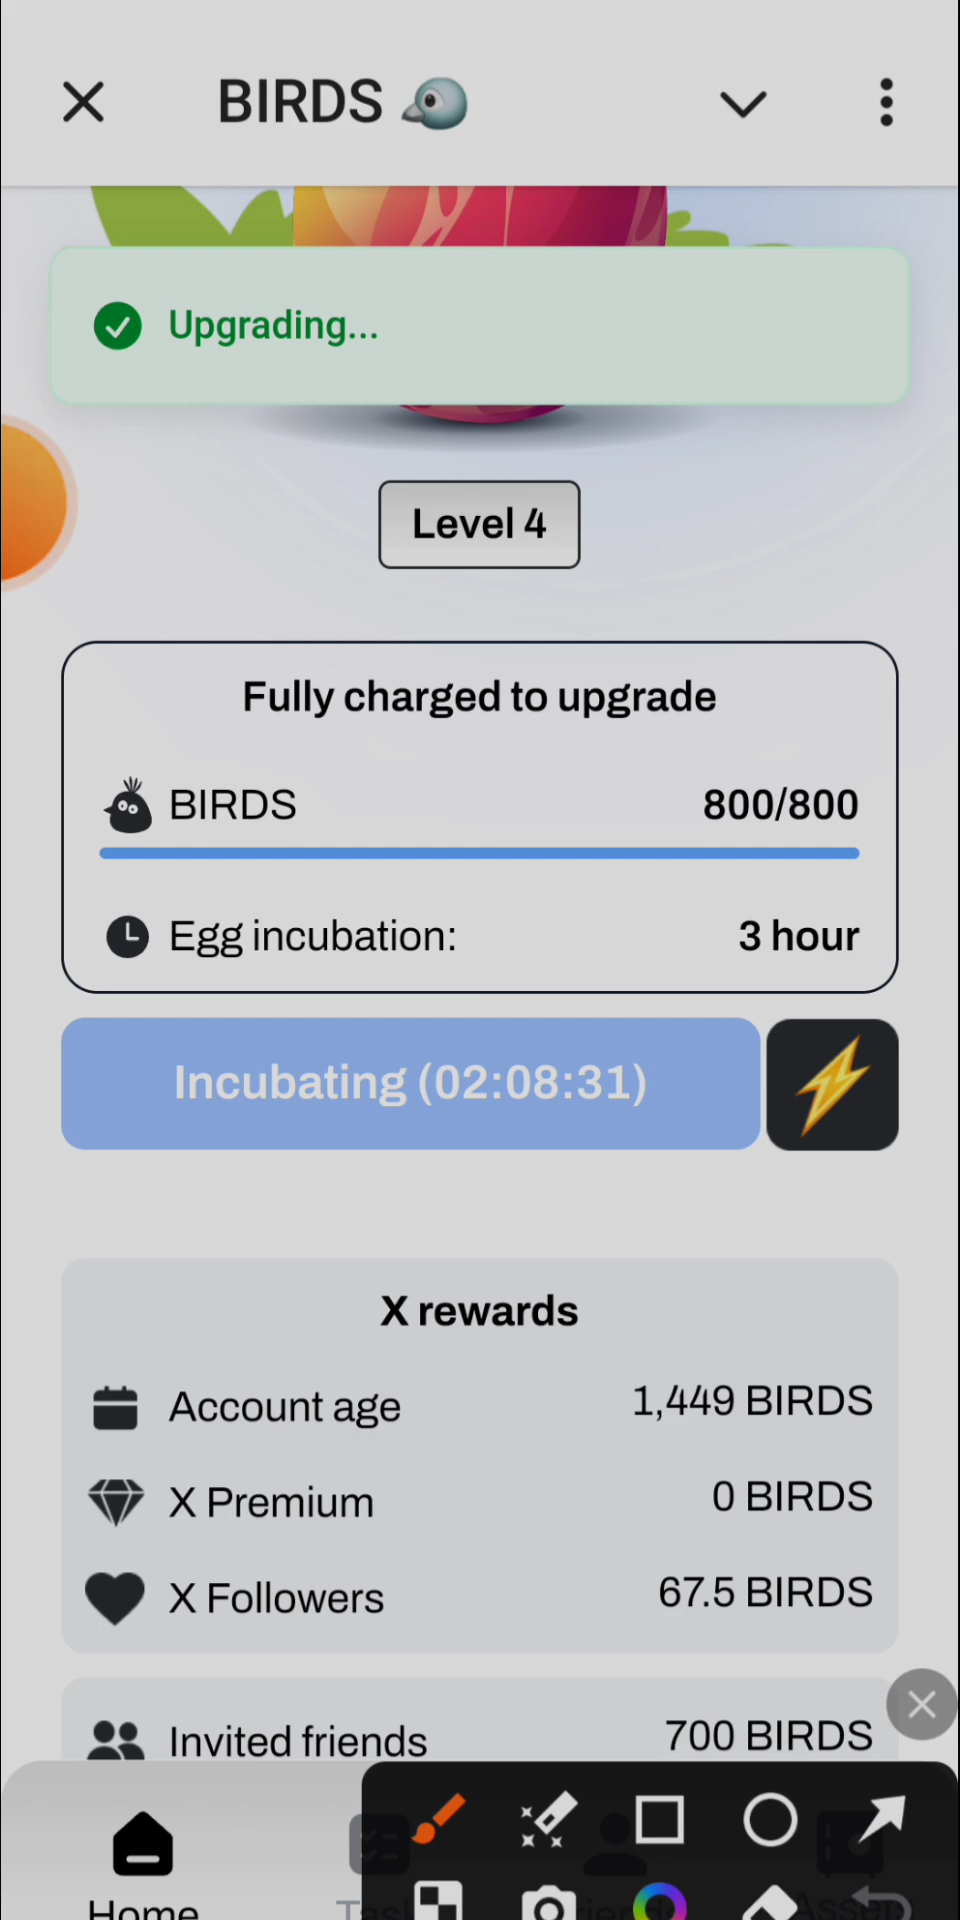 BIRDS
Upgrading...
Level 4
Fully charged to upgrade
BIRDS 800/800
Egg incubation: 3 hour
Incubating (02:08:31)
X rewards
Account age 1,449 BIRDS
X Premium 0 BIRDS
X Followers 67.5 BIRDS
Invited friends 700 BIRDS
Home